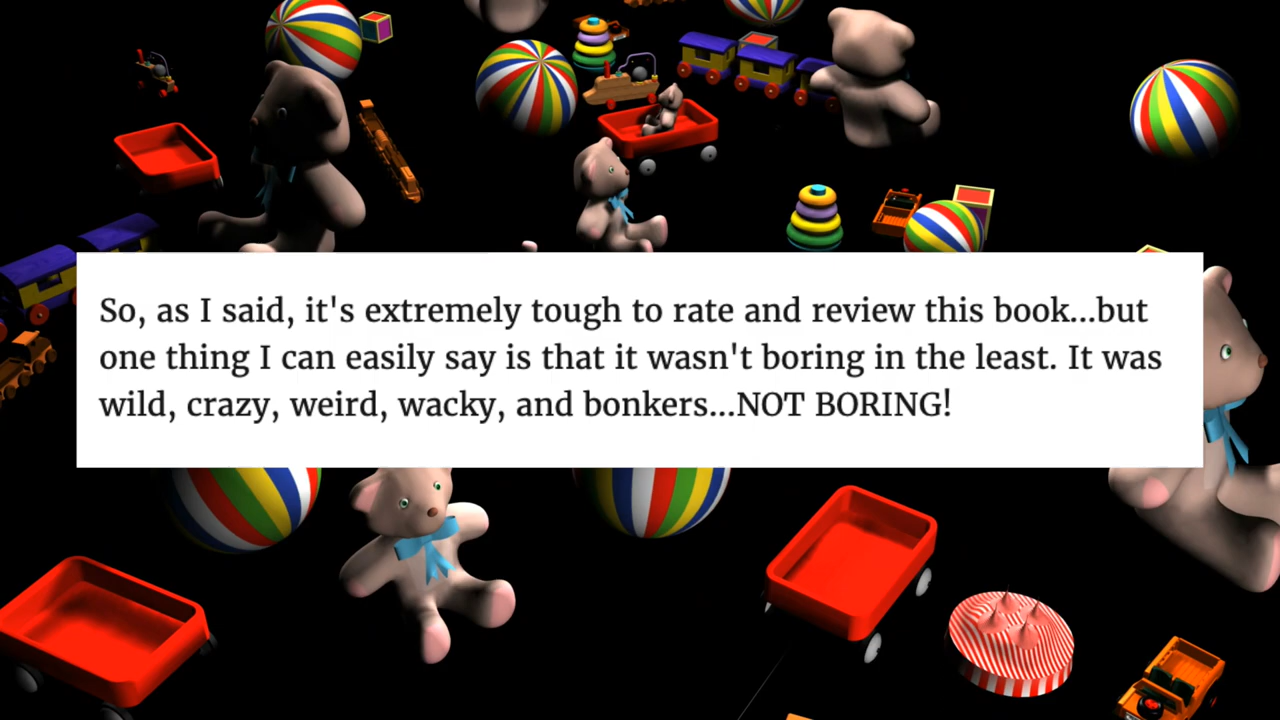 So, as I said, it's extremely tough to rate and review this book...but
one thing I can easily say is that it wasn't boring in the least. It was
wild, crazy, weird, wacky, and bonkers...NOT BORING!